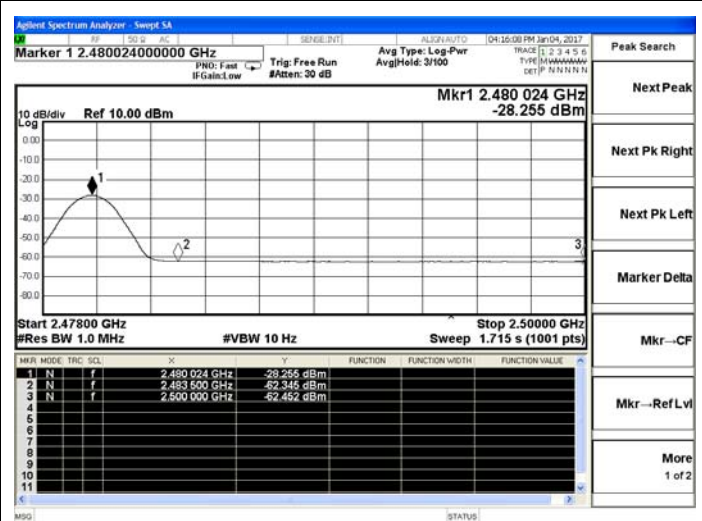 Agilent Spectrum Analyzer - Swept SA
RF 50 Ω AC SENSE:INT ALIGN AUTO 04:16:08 PM Jan 04, 2017
Marker 1 2.480024000000 GHz
PNO: Fast
IFGain:Low
Trig: Free Run
#Atten: 30 dB
Avg Type: Log-Pwr
Avg|Hold: 3/100
TRACE 1 2 3 4 5 6
TYPE M
DET P N N N N N
Mkr1 2.480 024 GHz
-28.255 dBm
10 dB/div Ref 10.00 dBm
Log
0.00
-10.0
-20.0
-30.0
-40.0
-50.0
-60.0
-70.0
-80.0
1
2
3
Start 2.47800 GHz
#Res BW 1.0 MHz
#VBW 10 Hz
Stop 2.50000 GHz
Sweep 1.715 s (1001 pts)
MKR MODE TRC SCL X Y FUNCTION FUNCTION WIDTH FUNCTION VALUE
1 N f 2.480 024 GHz -28.255 dBm
2 N f 2.483 500 GHz -62.345 dBm
3 N f 2.500 000 GHz -62.452 dBm
4
5
6
7
8
9
10
11
MSG STATUS
Peak Search
Next Peak
Next Pk Right
Next Pk Left
Marker Delta
Mkr→CF
Mkr→Ref Lvl
More
1 of 2